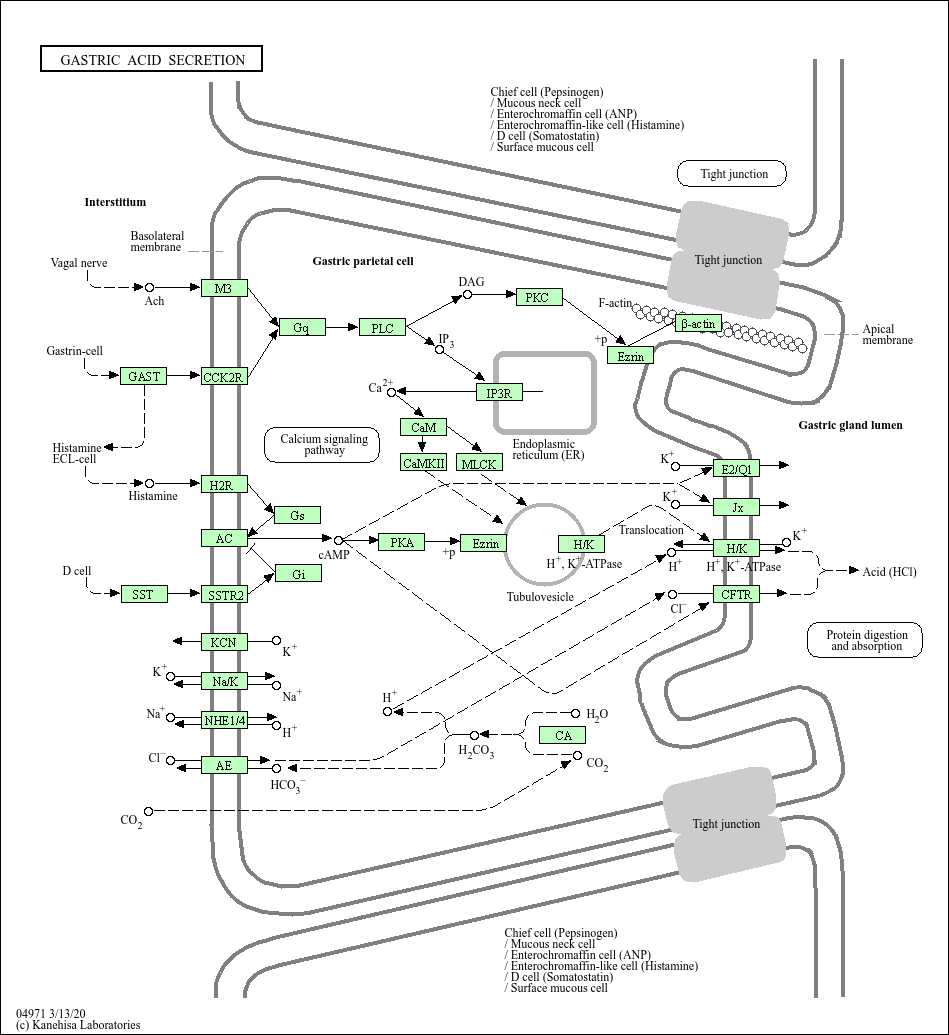 GASTRIC ACID SECRETION
Chief cell (Pepsinogen)
/ Mucous neck cell
/ Enterochromaffin cell (ANP)
/ Enterochromaffin-like cell (Histamine)
/ D cell (Somatostatin)
/ Surface mucous cell
Tight junction
Interstitium
Basolateral
membrane
Gastric parietal cell
Tight junction
Vagal nerve
Ach
M3
Gq
PLC
DAG
PKC
IP3
F-actin
β-actin
+p
Ezrin
Apical
membrane
Gastrin-cell
GAST
CCK2R
Ca2+
IP3R
Endoplasmic
reticulum (ER)
CaM
CaMKII
MLCK
Calcium signaling
pathway
Gastric gland lumen
Histamine
ECL-cell
Histamine
H2R
Gs
AC
cAMP
PKA
+p
Ezrin
H/K
H+, K+-ATPase
Tubulovesicle
Translocation
K+
E2/Q1
K+
Jx
H/K
K+
H+
H+, K+-ATPase
Acid (HCl)
Cl−
CFTR
D cell
SST
SSTR2
Gi
KCN
K+
K+
Na/K
Na+
Na+
NHE1/4
H+
Cl−
AE
HCO3−
H+
H2CO3
H2O
CA
CO2
CO2
Protein digestion
and absorption
Tight junction
Chief cell (Pepsinogen)
/ Mucous neck cell
/ Enterochromaffin cell (ANP)
/ Enterochromaffin-like cell (Histamine)
/ D cell (Somatostatin)
/ Surface mucous cell
04971 3/13/20
(c) Kanehisa Laboratories